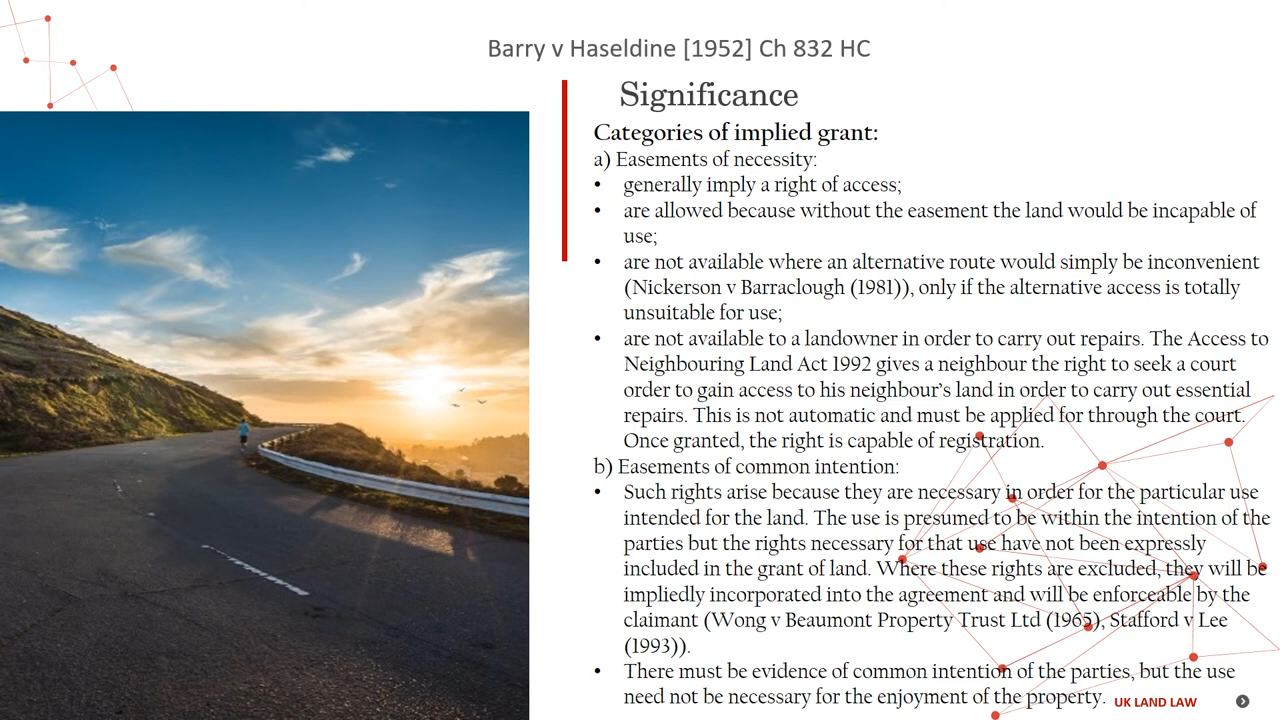 Barry v Haseldine [1952] Ch 832 HC
Significance
Categories of implied grant:
a) Easements of necessity:
• generally imply a right of access;
• are allowed because without the easement the land would be incapable of
use;
• are not available where an alternative route would simply be inconvenient
(Nickerson v Barraclough (1981)), only if the alternative access is totally
unsuitable for use;
• are not available to a landowner in order to carry out repairs. The Access to
Neighbouring Land Act 1992 gives a neighbour the right to seek a court
order to gain access to his neighbour's land in order to carry out essential
repairs. This is not automatic and must be applied for through the court.
Once granted, the right is capable of registration.
b) Easements of common intention:
• Such rights arise because they are necessary in order for the particular use
intended for the land. The use is presumed to be within the intention of the
parties but the rights necessary for that use have not been expressly
included in the grant of land. Where these rights are excluded, they will be
impliedly incorporated into the agreement and will be enforceable by the
claimant (Wong v Beaumont Property Trust Ltd (1965), Stafford v Lee
(1993)).
• There must be evidence of common intention of the parties, but the use
need not be necessary for the enjoyment of the property.
UK LAND LAW